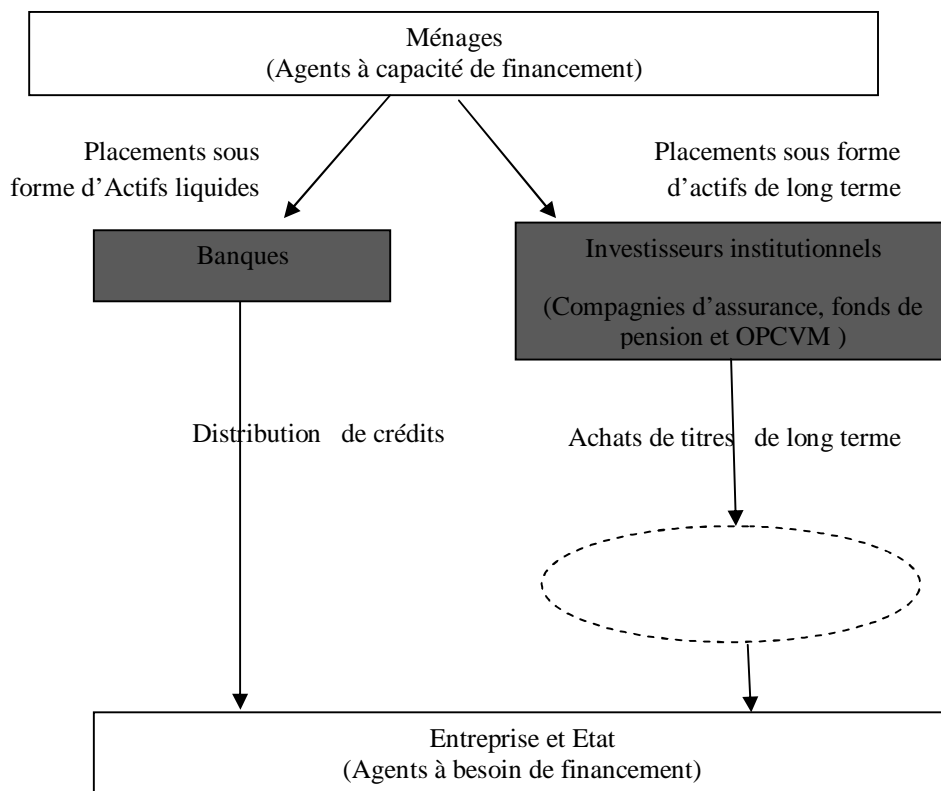 Ménages
(Agents à capacité de financement)
Placements sous
forme d’Actifs liquides
Placements sous forme
d’actifs de long terme
Banques
Investisseurs institutionnels
(Compagnies d’assurance, fonds de
pension et OPCVM )
Distribution de crédits
Achats de titres de long terme
Entreprise et Etat
(Agents à besoin de financement)